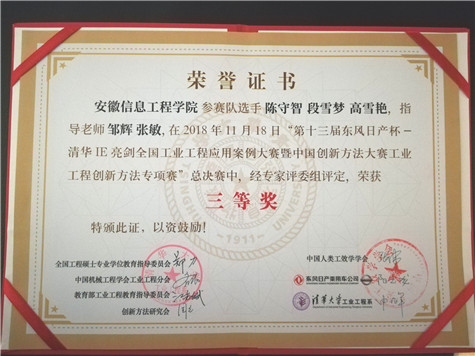 荣誉证书
安徽信息工程学院 参赛队选手 陈守智 段雪梦 高雪艳，指
导老师 邹辉 张敏，在 2018 年 11 月 18 日“第十三届东风日产杯－
清华 IE 亮剑全国工业工程应用案例大赛暨中国创新方法大赛工业
工程创新方法专项赛”总决赛中，经专家评委组评定，荣获
三等奖
特颁此证，以资鼓励！
-1911-
全国工程硕士专业学位教育指导委员会
中国机械工程学会工业工程分会
教育部工业工程教育指导委员会
创新方法研究会
中国人类工效学学会
东风日产乘用车公司
清华大学工业工程系